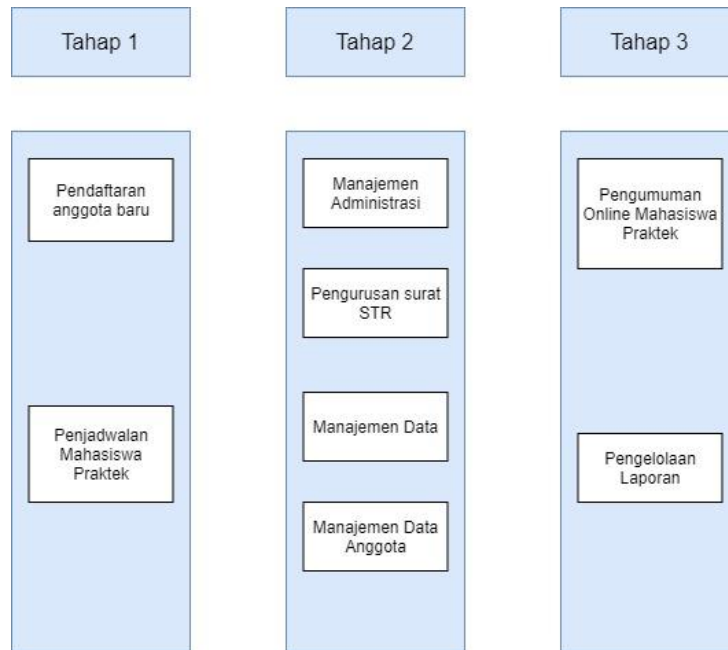 Tahap 1
Tahap 2
Tahap 3
Pendaftaran
anggota baru
Penjadwalan
Mahasiswa
Praktek
Manajemen
Administrasi
Pengurusan surat
STR
Manajemen Data
Manajemen Data
Anggota
Pengumuman
Online Mahasiswa
Praktek
Pengelolaan
Laporan